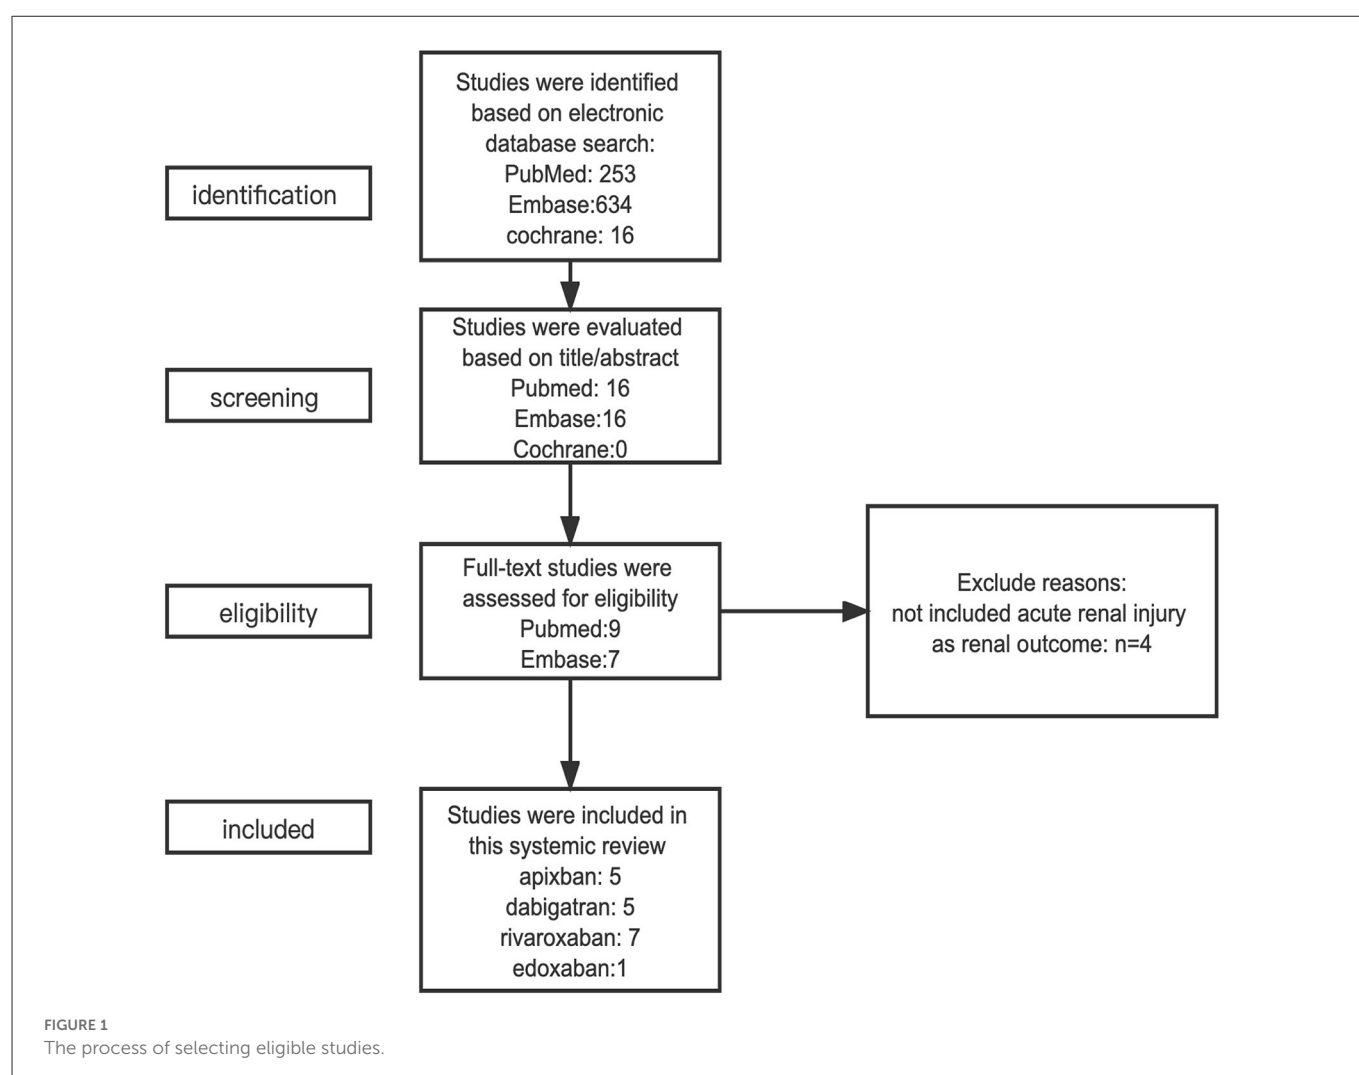 identification
Studies were identified
based on electronic
database search:
PubMed: 253
Embase:634
cochrane: 16
screening
Studies were evaluated
based on title/abstract
Pubmed: 16
Embase:16
Cochrane:0
eligibility
Full-text studies were
assessed for eligibility
Pubmed:9
Embase:7
Exclude reasons:
not included acute renal injury
as renal outcome: n=4
included
Studies were included in
this systemic review
apixban: 5
dabigatran: 5
rivaroxaban: 7
edoxaban:1
FIGURE 1
The process of selecting eligible studies.